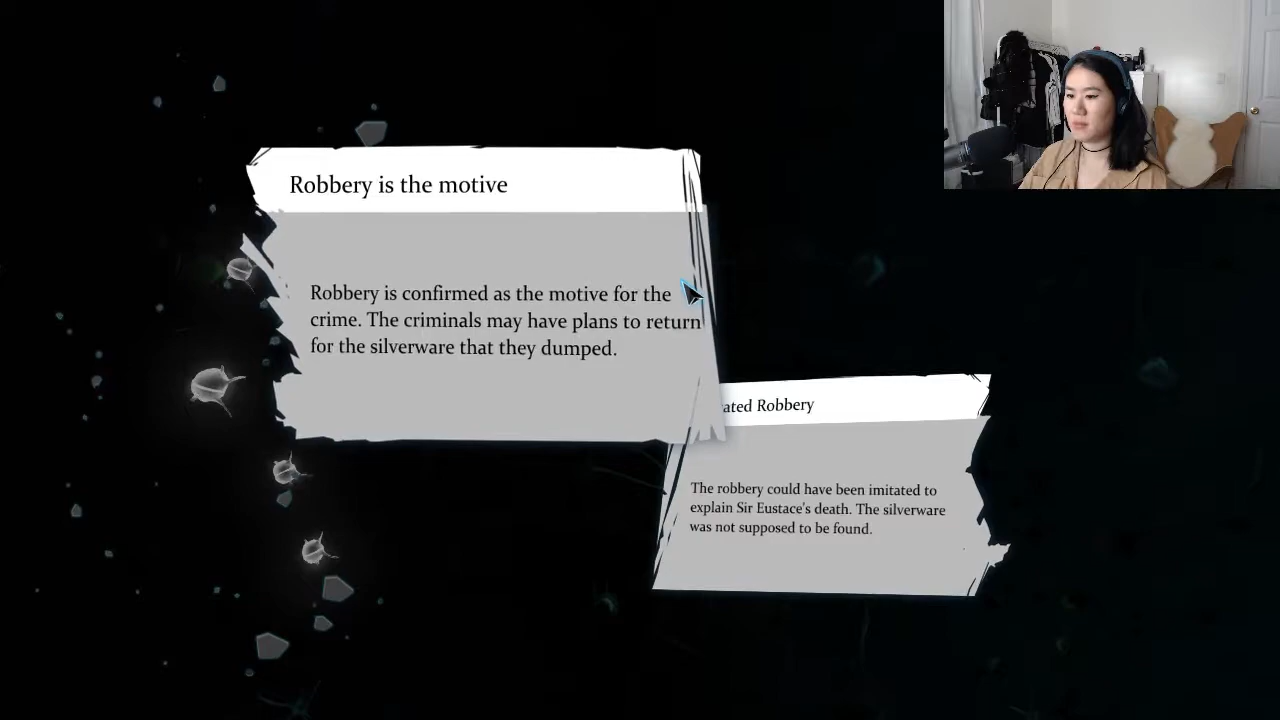 Robbery is the motive
Robbery is confirmed as the motive for the
crime. The criminals may have plans to return
for the silverware that they dumped.
Robbery
The robbery could have been imitated to
explain Sir Eustace's death. The silverware
was not supposed to be found.